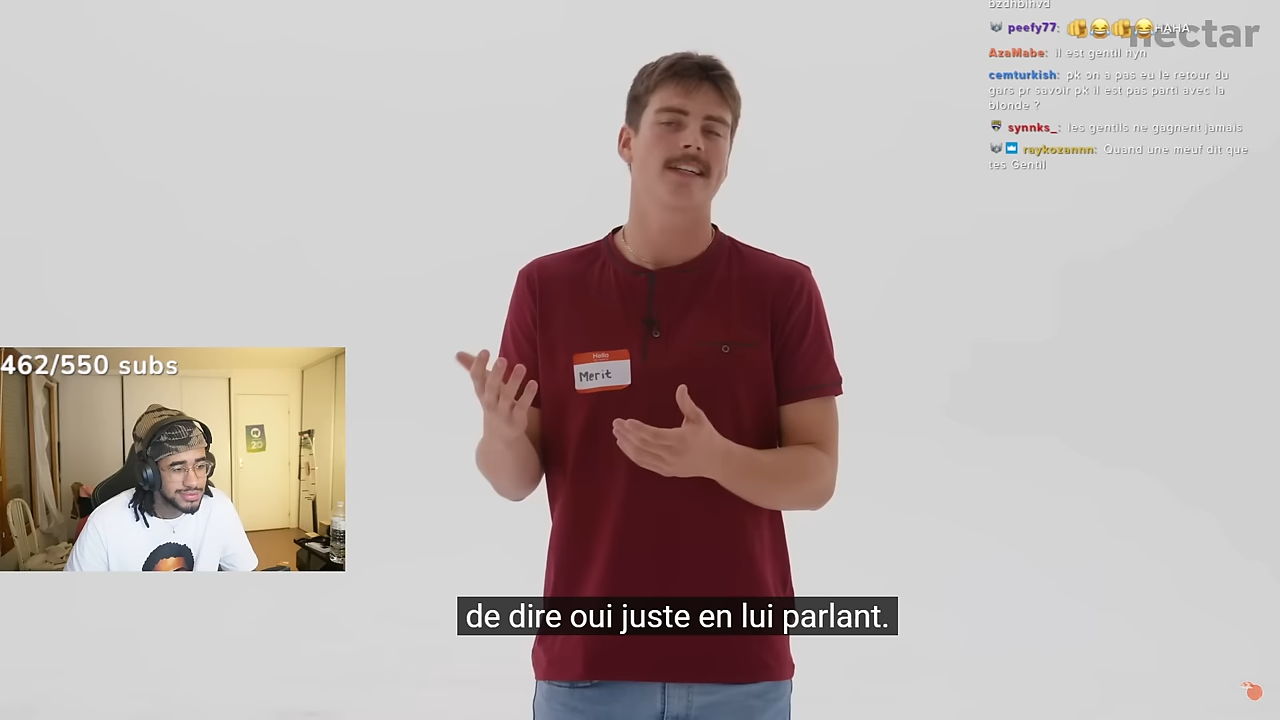 bzdhbihvd
peefy77: HAHA
nectar
AzaMabe: il est gentil hyn
cemturkish: pk on a pas eu le retour du
gars pr savoir pk il est pas parti avec la
blonde ?
synnks_: les gentils ne gagnent jamais
raykozannn: Quand une meuf dit que
tes Gentil
462/550 subs
20
Hello
Merit
de dire oui juste en lui parlant.